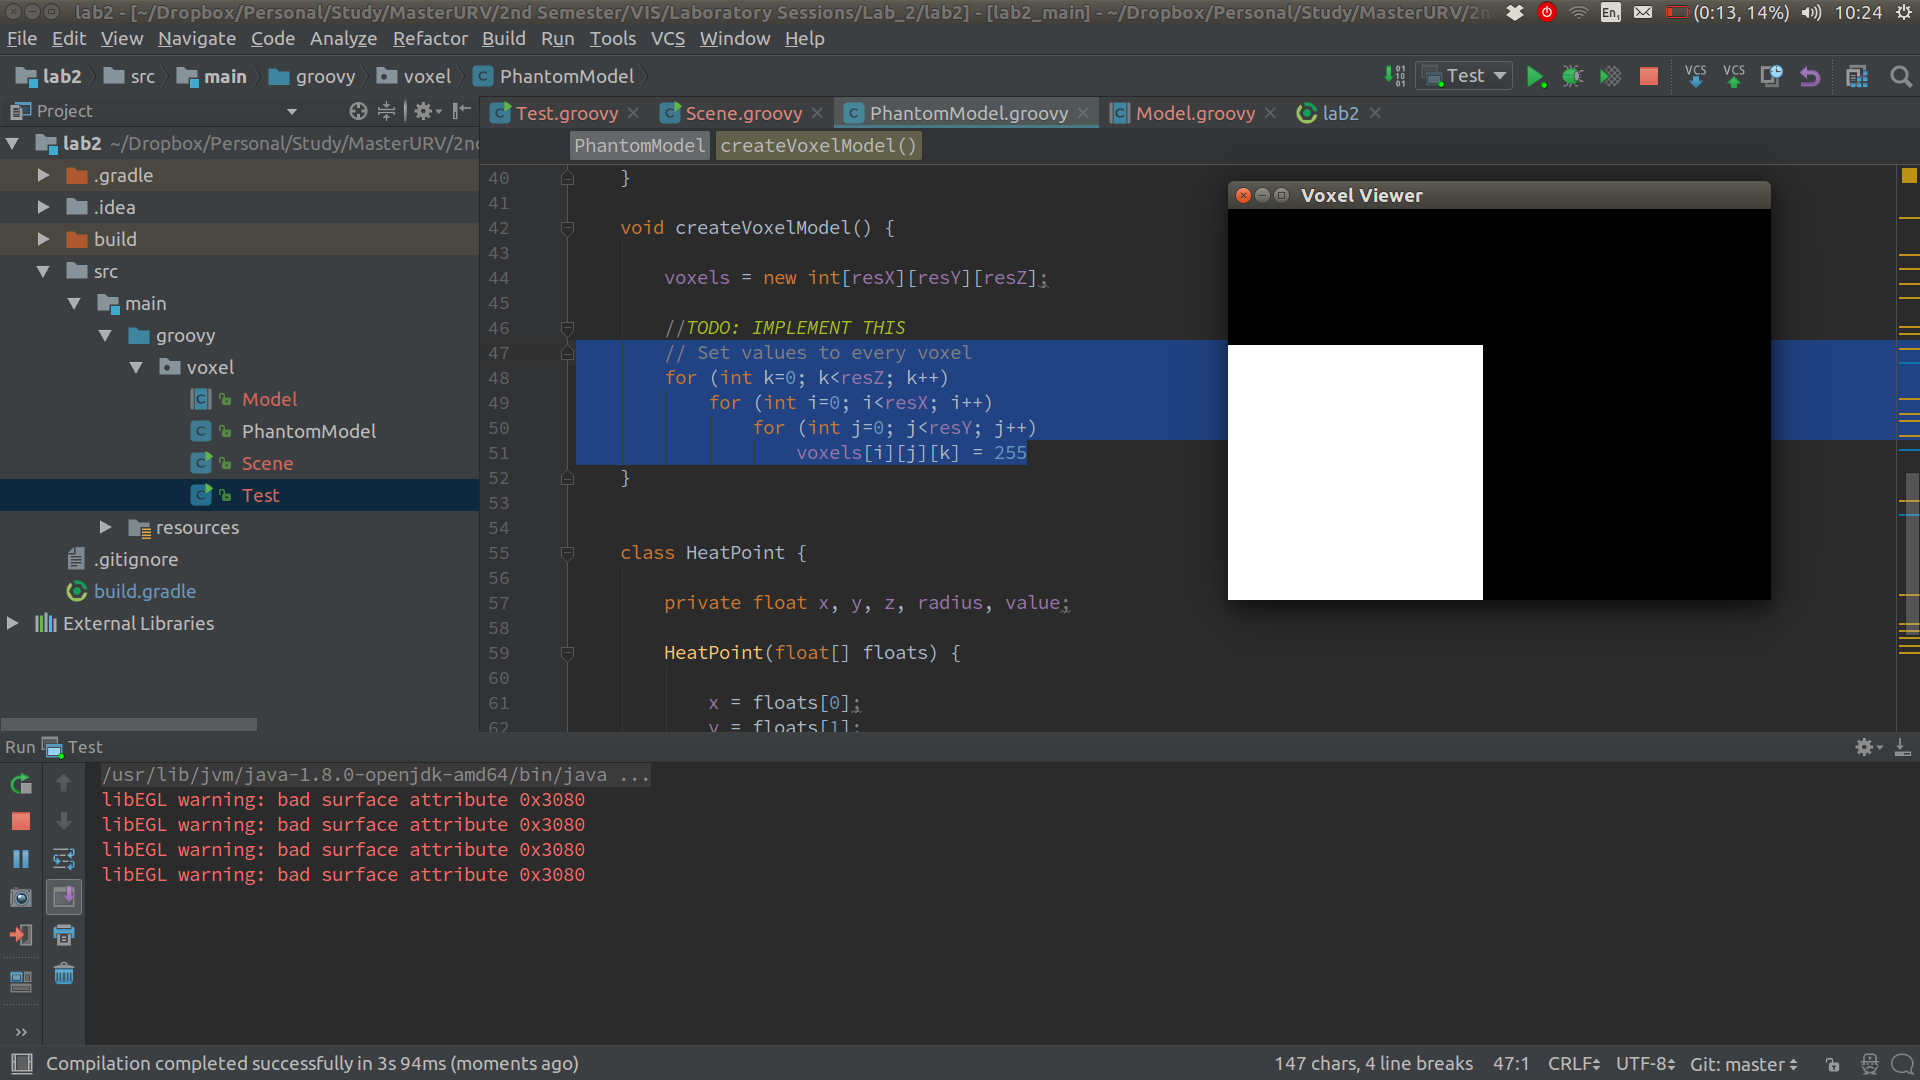 lab2 - [~/Dropbox/Personal/Study/MasterURV/2nd Semester/VIS/Laboratory Sessions/Lab_2/lab2] - [lab2_main] - ~/Dropbox/Personal/Study/MasterURV/2n
En1
(0:13, 14%)
10:24
File Edit View Navigate Code Analyze Refactor Build Run Tools VCS Window Help
lab2 src main groovy voxel PhantomModel
Test
VCS VCS
Project
Test.groovy Scene.groovy PhantomModel.groovy Model.groovy lab2
lab2 ~/Dropbox/Personal/Study/MasterURV/2nd
PhantomModel createVoxelModel()
.gradle
.idea
build
src
main
groovy
voxel
Model
PhantomModel
Scene
Test
resources
.gitignore
build.gradle
External Libraries
40 }
41
42 void createVoxelModel() {
43
44 voxels = new int[resX][resY][resZ];
45
46 //TODO: IMPLEMENT THIS
47 // Set values to every voxel
48 for (int k=0; k<resZ; k++)
49 for (int i=0; i<resX; i++)
50 for (int j=0; j<resY; j++)
51 voxels[i][j][k] = 255
52 }
53
54
55 class HeatPoint {
56
57 private float x, y, z, radius, value;
58
59 HeatPoint(float[] floats) {
60
61 x = floats[0];
62 y = floats[1];
Voxel Viewer
Run Test
/usr/lib/jvm/java-1.8.0-openjdk-amd64/bin/java ...
libEGL warning: bad surface attribute 0x3080
libEGL warning: bad surface attribute 0x3080
libEGL warning: bad surface attribute 0x3080
libEGL warning: bad surface attribute 0x3080
Compilation completed successfully in 3s 94ms (moments ago)
147 chars, 4 line breaks 47:1 CRLF UTF-8 Git: master